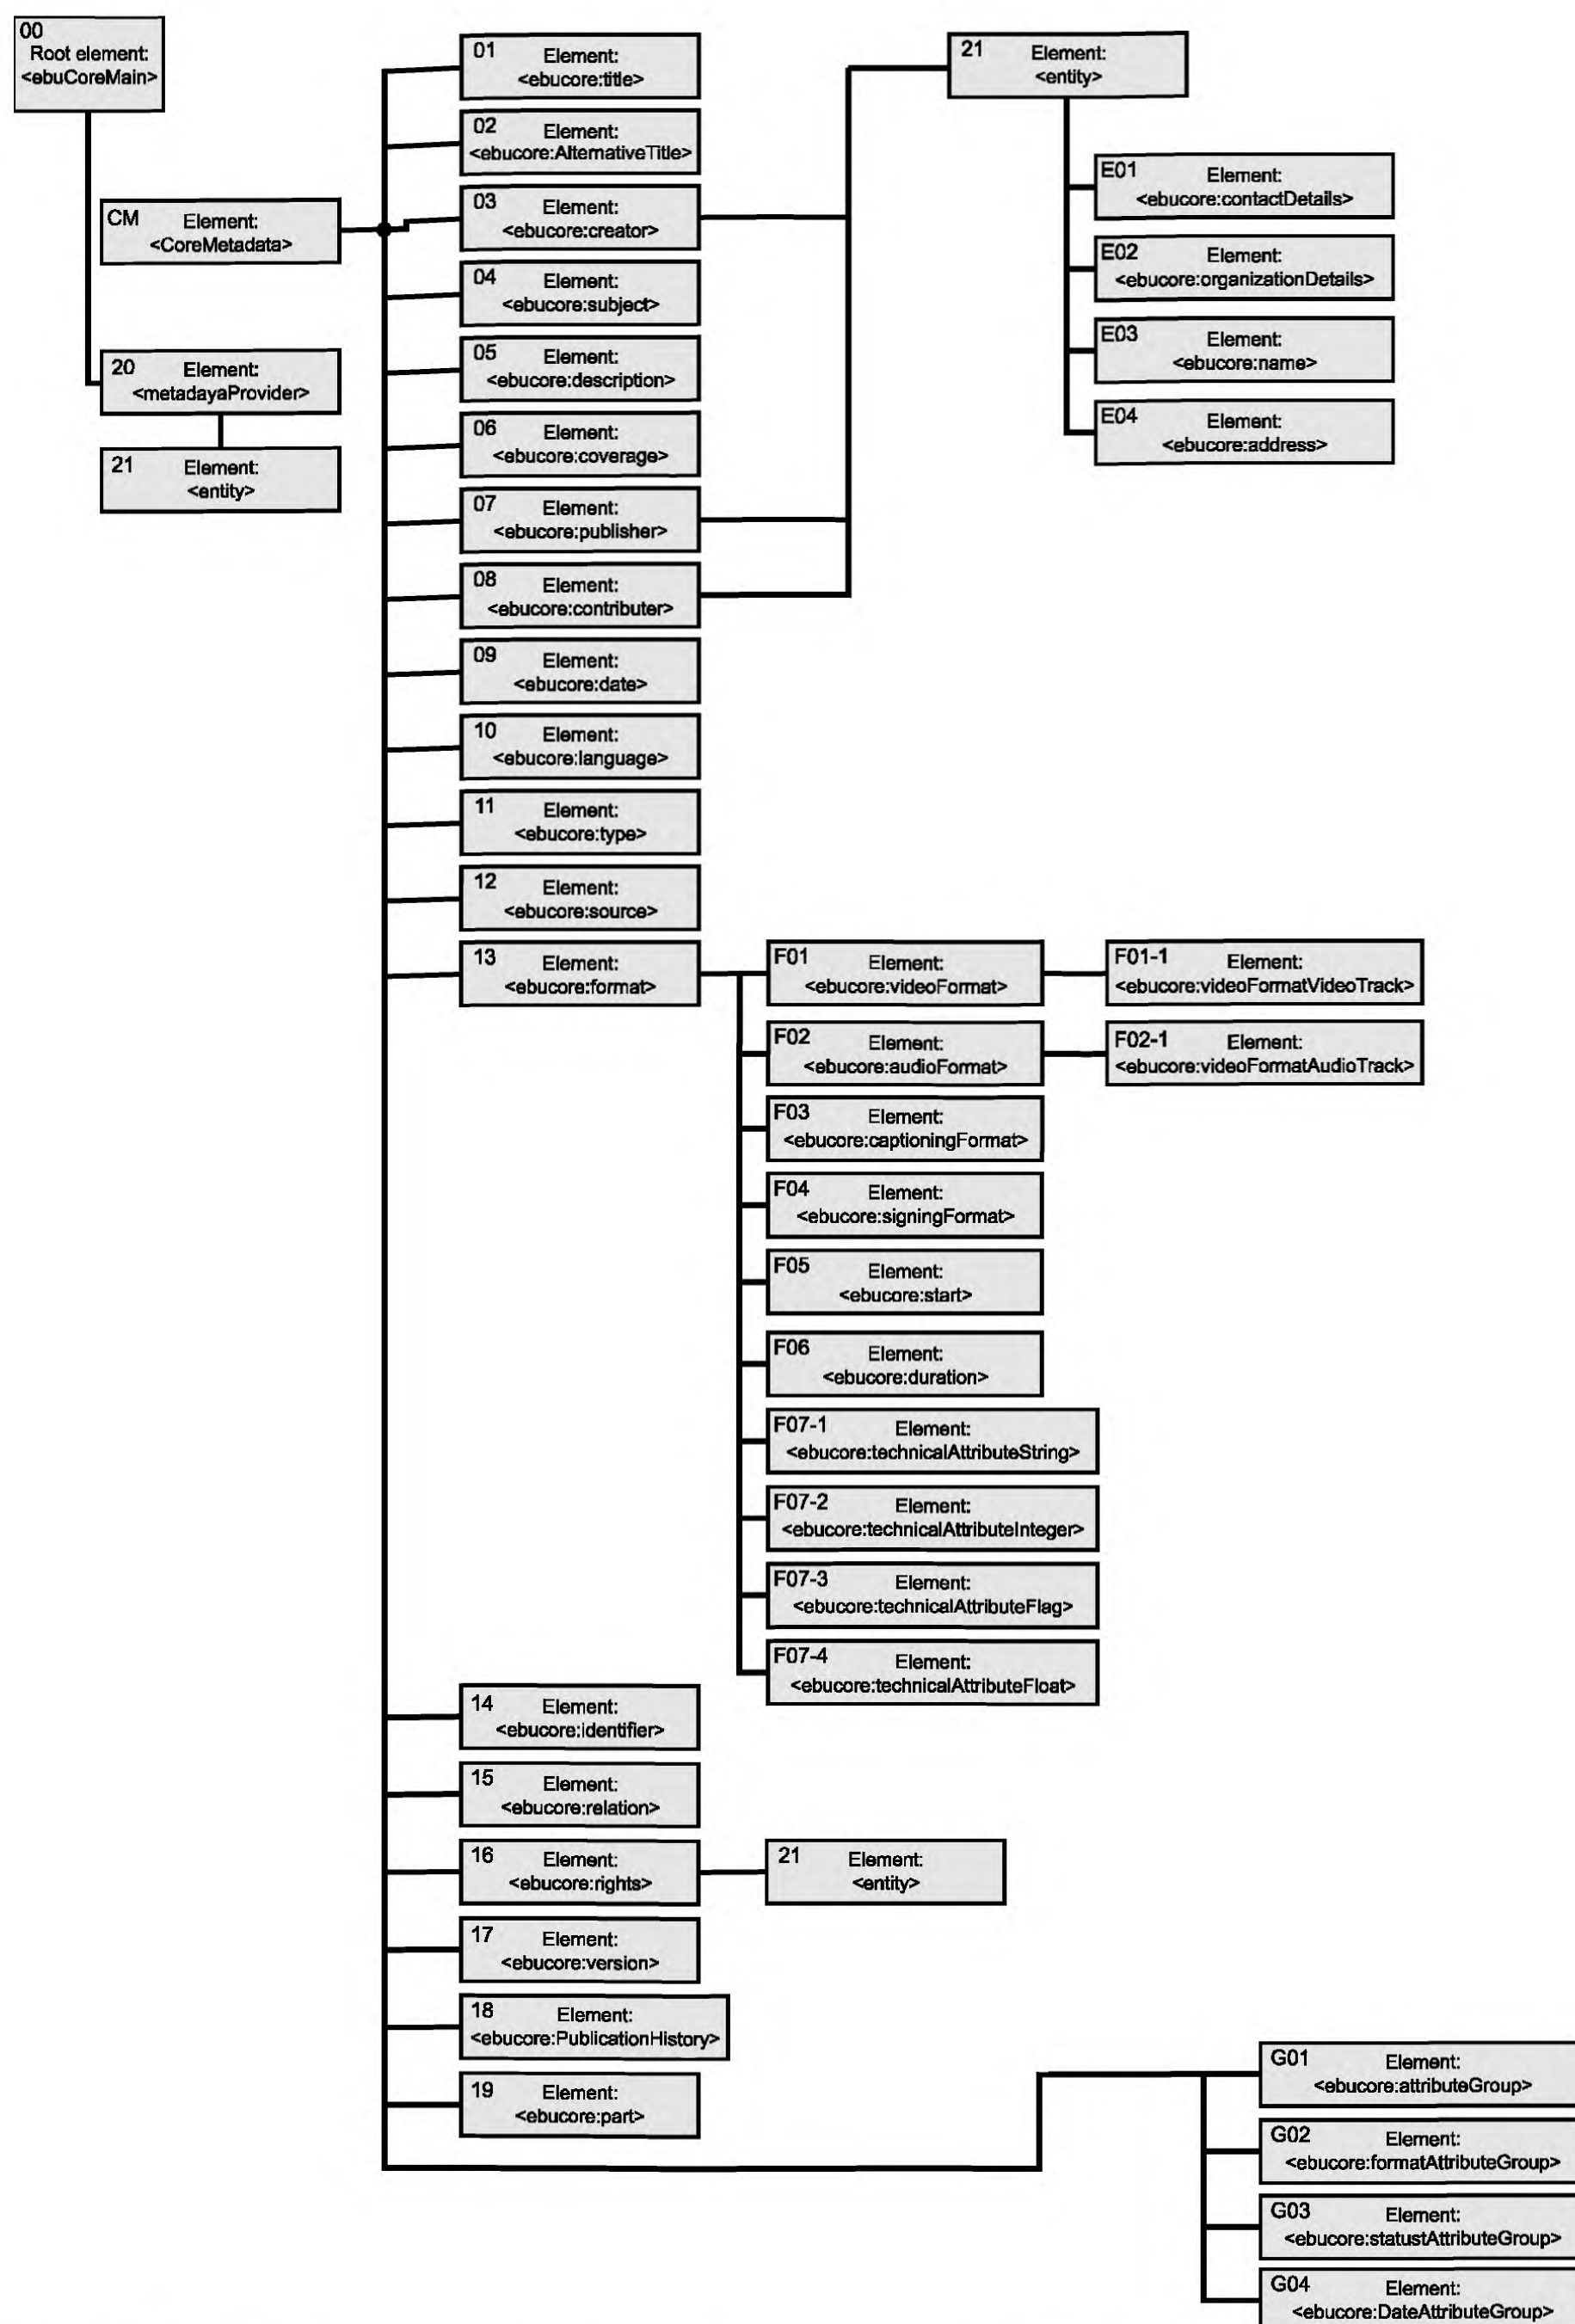 00
Root element:
<ebuCoreMain>
CM Element:
<CoreMetadata>
20 Element:
<metadayaProvider>
21 Element:
<entity>
01 Element:
<ebucore:title>
02 Element:
<ebucore:AlternativeTitle>
03 Element:
<ebucore:creator>
04 Element:
<ebucore:subject>
05 Element:
<ebucore:description>
06 Element:
<ebucore:coverage>
07 Element:
<ebucore:publisher>
08 Element:
<ebucore:contributer>
09 Element:
<ebucore:date>
10 Element:
<ebucore:language>
11 Element:
<ebucore:type>
12 Element:
<ebucore:source>
13 Element:
<ebucore:format>
21 Element:
<entity>
E01 Element:
<ebucore:contactDetails>
E02 Element:
<ebucore:organizationDetails>
E03 Element:
<ebucore:name>
E04 Element:
<ebucore:address>
F01 Element:
<ebucore:videoFormat>
F01-1 Element:
<ebucore:videoFormatVideoTrack>
F02 Element:
<ebucore:audioFormat>
F02-1 Element:
<ebucore:videoFormatAudioTrack>
F03 Element:
<ebucore:captioningFormat>
F04 Element:
<ebucore:signingFormat>
F05 Element:
<ebucore:start>
F06 Element:
<ebucore:duration>
F07-1 Element:
<ebucore:technicalAttributeString>
F07-2 Element:
<ebucore:technicalAttributeInteger>
F07-3 Element:
<ebucore:technicalAttributeFlag>
F07-4 Element:
<ebucore:technicalAttributeFloat>
14 Element:
<ebucore:identifier>
15 Element:
<ebucore:relation>
16 Element:
<ebucore:rights>
21 Element:
<entity>
17 Element:
<ebucore:version>
18 Element:
<ebucore:PublicationHistory>
19 Element:
<ebucore:part>
G01 Element:
<ebucore:attributeGroup>
G02 Element:
<ebucore:formatAttributeGroup>
G03 Element:
<ebucore:statustAttributeGroup>
G04 Element:
<ebucore:DateAttributeGroup>